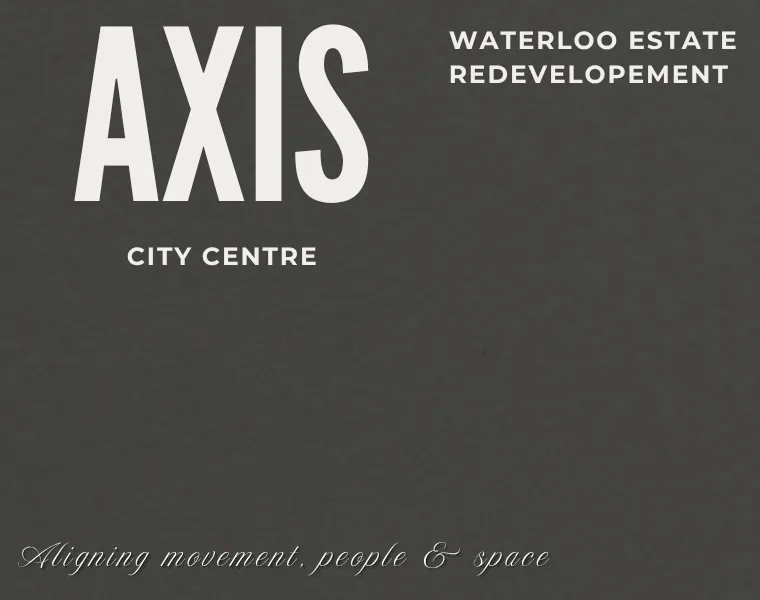 AXIS
CITY CENTRE
WATERLOO ESTATE
REDEVELOPEMENT
Aligning movement, people & space